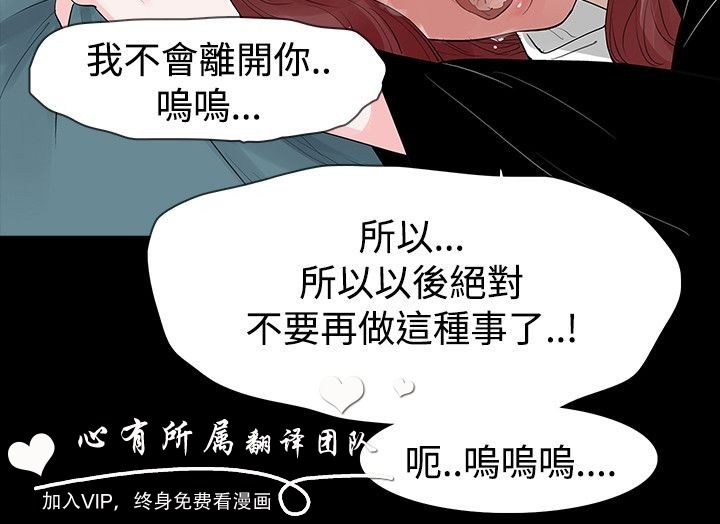 我不會離開你..
嗚嗚...
所以...
所以以後絕對
不要再做這種事了..!
呃..嗚嗚嗚....
心有所属翻译团队
加入VIP，终身免费看漫画